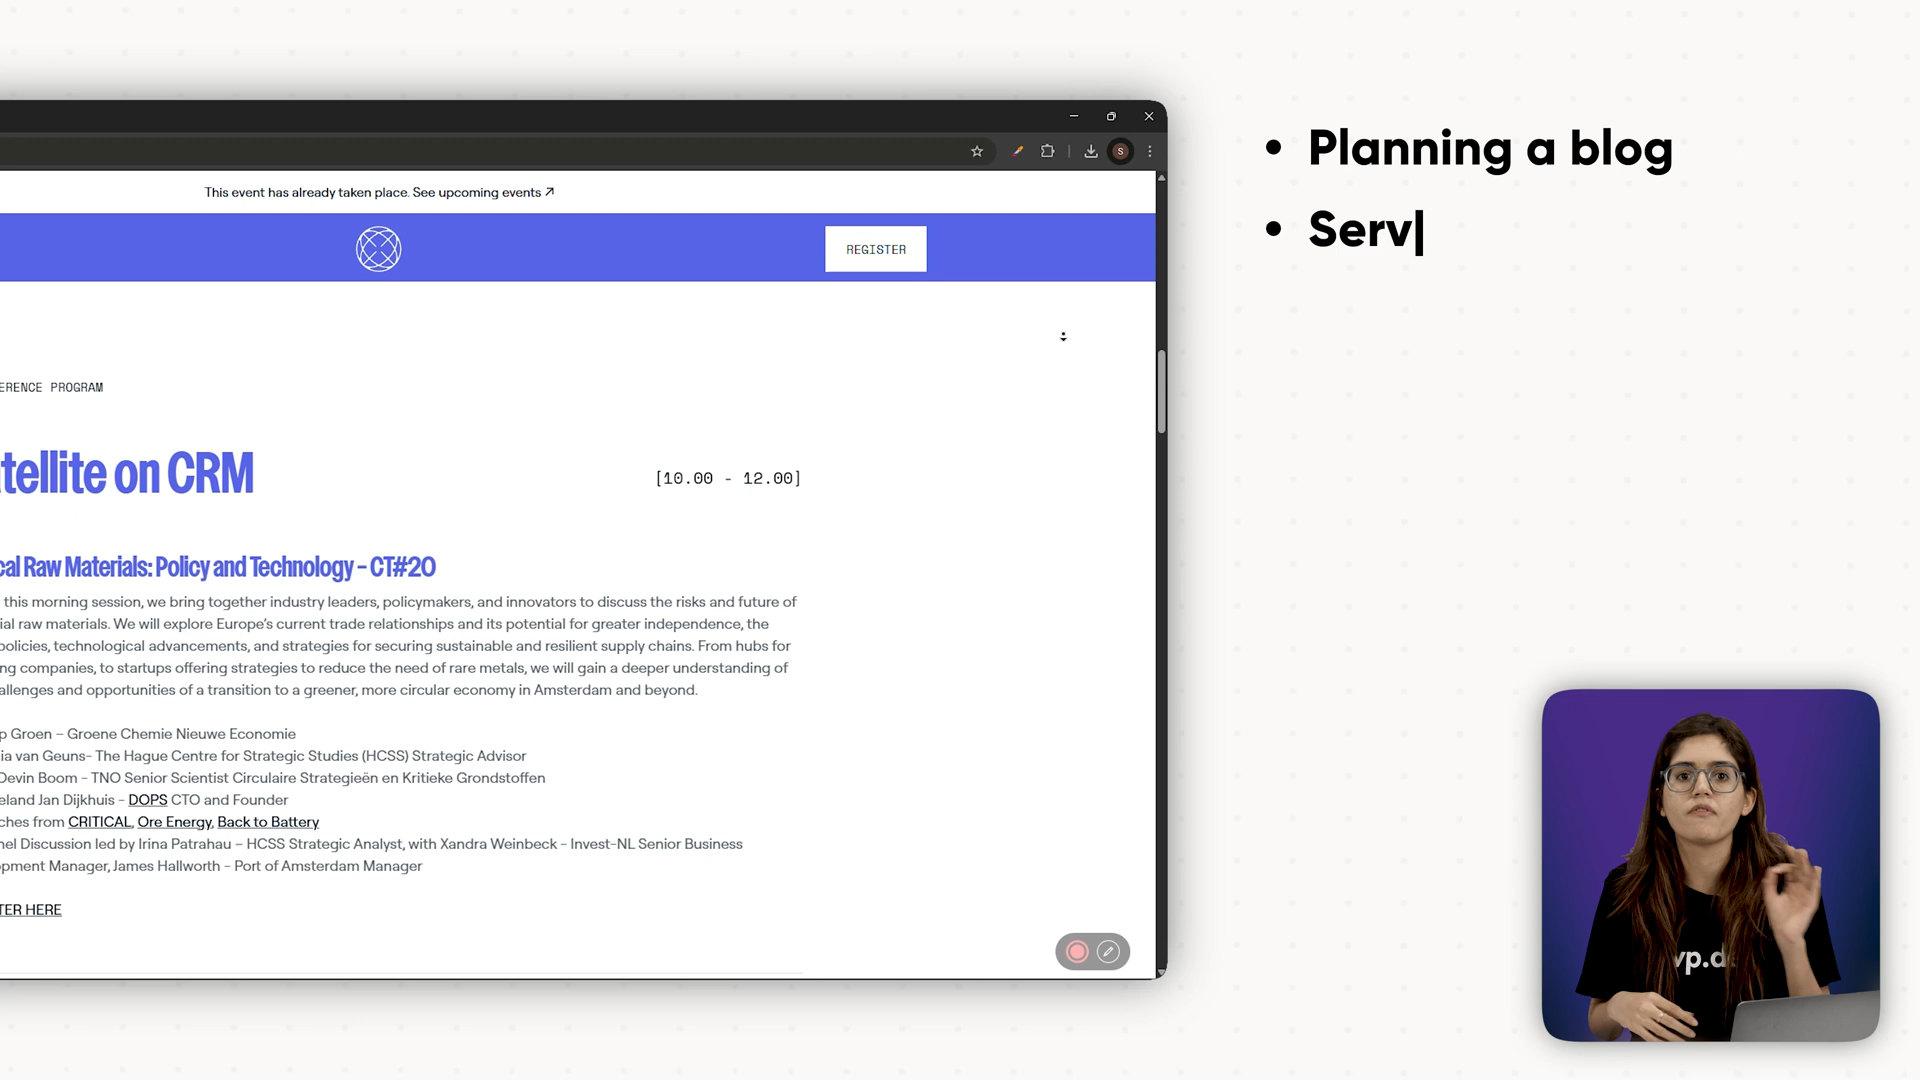 This event has already taken place. See upcoming events ↗
REGISTER
ERENCE PROGRAM
tellite on CRM
[10.00 - 12.00]
cal Raw Materials: Policy and Technology - CT#20
this morning session, we bring together industry leaders, policymakers, and innovators to discuss the risks and future of
ial raw materials. We will explore Europe's current trade relationships and its potential for greater independence, the
policies, technological advancements, and strategies for securing sustainable and resilient supply chains. From hubs for
ng companies, to startups offering strategies to reduce the need of rare metals, we will gain a deeper understanding of
allenges and opportunities of a transition to a greener, more circular economy in Amsterdam and beyond.
p Groen – Groene Chemie Nieuwe Economie
ia van Geuns- The Hague Centre for Strategic Studies (HCSS) Strategic Advisor
Devin Boom - TNO Senior Scientist Circulaire Strategieën en Kritieke Grondstoffen
eland Jan Dijkhuis - DOPS CTO and Founder
ches from CRITICAL, Ore Energy, Back to Battery
nel Discussion led by Irina Patrahau – HCSS Strategic Analyst, with Xandra Weinbeck - Invest-NL Senior Business
opment Manager, James Hallworth - Port of Amsterdam Manager
TER HERE
• Planning a blog
• Serv
S
vp.d